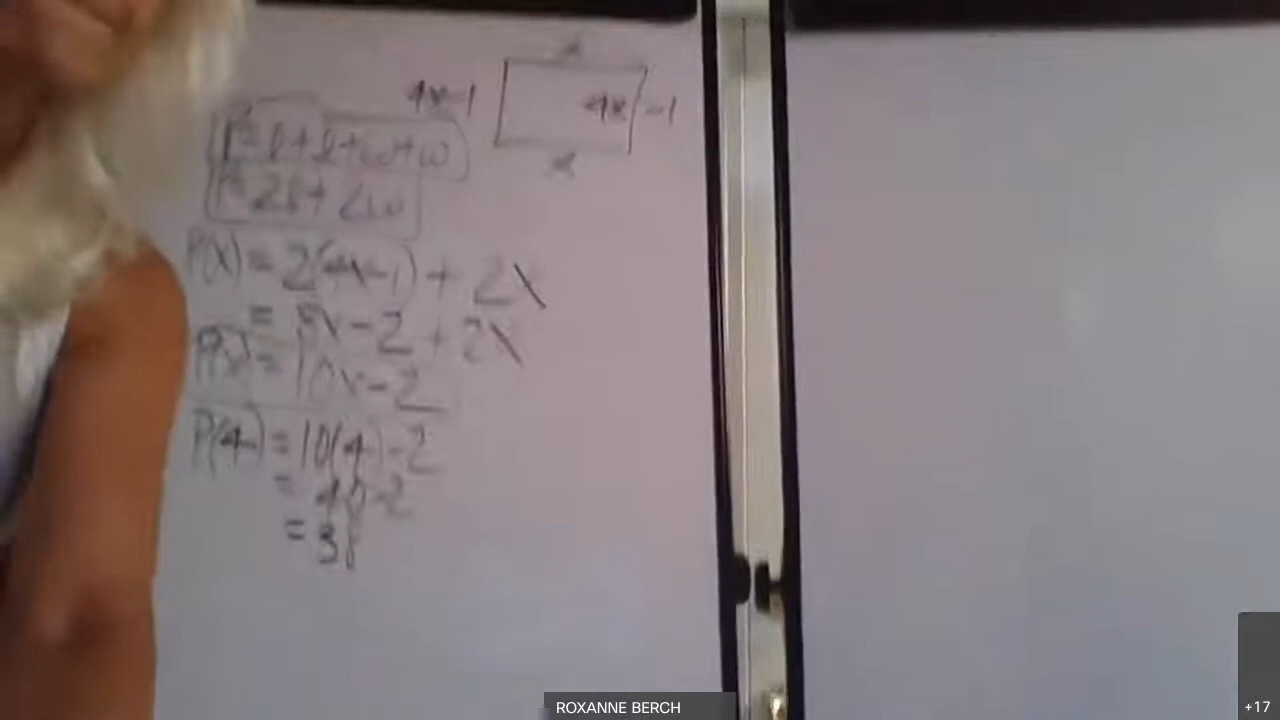 x
4x-1
4x-1
x
P=l+l+w+w
P=2l+2w
P(x) = 2(4x-1) + 2x
= 8x-2+2x
P(x) = 10x-2
P(4) = 10(4)-2
= 40-2
= 38
ROXANNE BERCH
+17